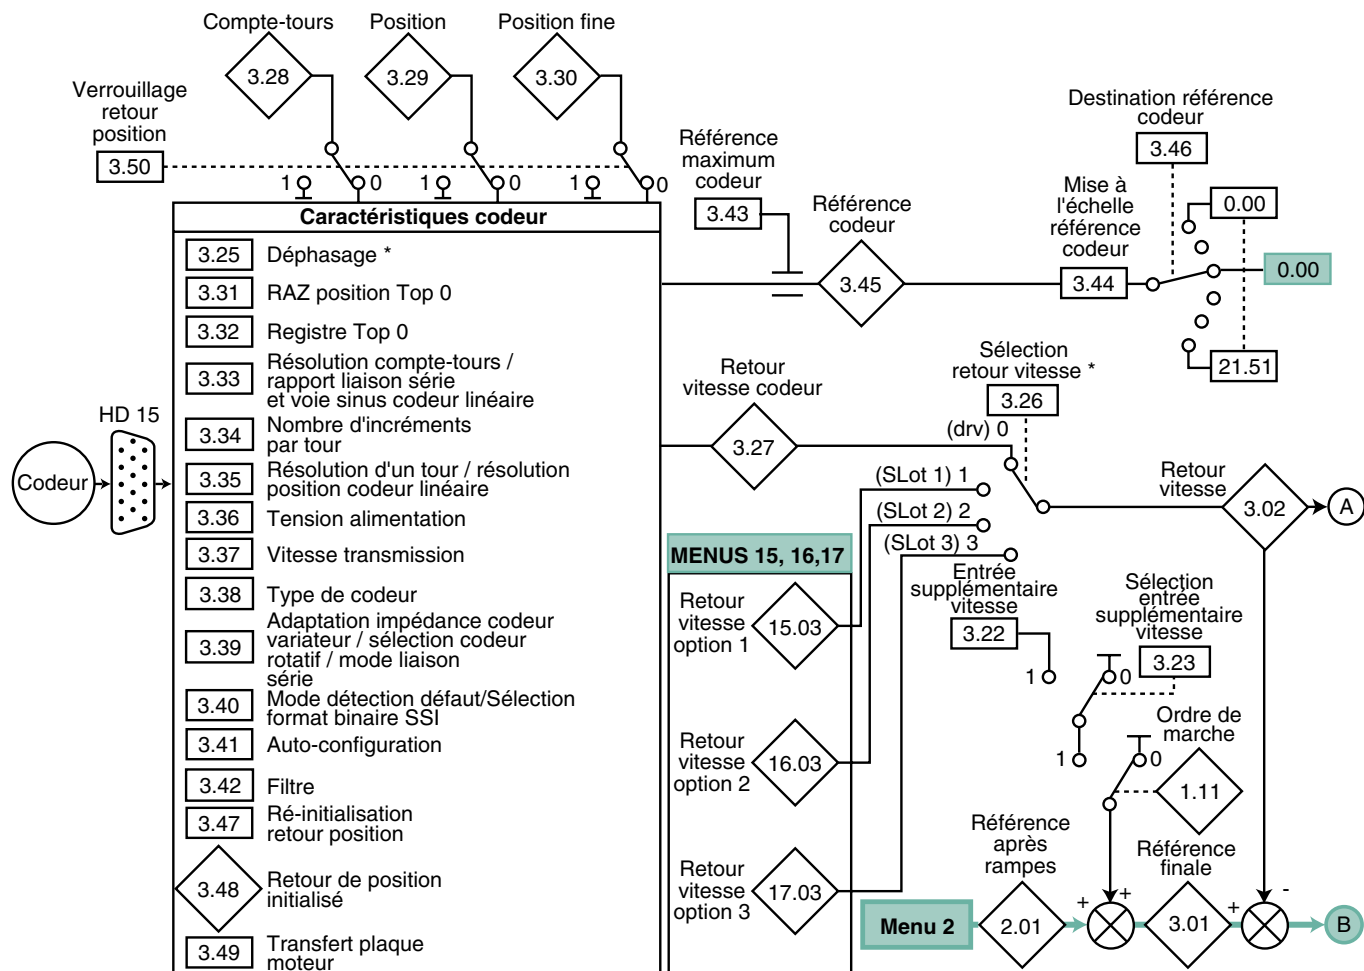 Compte-tours
Position
Position fine
3.28
3.29
3.30
Verrouillage
retour
position
3.50
1
0
1
0
1
0
Référence
maximum
codeur
3.43
Référence
codeur
3.45
Destination référence
codeur
3.46
Mise à
l'échelle
référence
codeur
3.44
0.00
0.00
21.51
Caractéristiques codeur
3.25 Déphasage *
3.31 RAZ position Top 0
3.32 Registre Top 0
3.33 Résolution compte-tours /
rapport liaison série
et voie sinus codeur linéaire
3.34 Nombre d'incréments
par tour
3.35 Résolution d'un tour / résolution
position codeur linéaire
3.36 Tension alimentation
3.37 Vitesse transmission
3.38 Type de codeur
3.39 Adaptation impédance codeur
variateur / sélection codeur
rotatif / mode liaison
série
3.40 Mode détection défaut/Sélection
format binaire SSI
3.41 Auto-configuration
3.42 Filtre
3.47 Ré-initialisation
retour position
3.48 Retour de position
initialisé
3.49 Transfert plaque
moteur
Codeur
HD 15
Retour
vitesse codeur
3.27
Sélection
retour vitesse *
3.26
(drv) 0
(SLot 1) 1
(SLot 2) 2
(SLot 3) 3
Retour
vitesse
3.02
A
MENUS 15, 16,17
Retour
vitesse
option 1
15.03
Retour
vitesse
option 2
16.03
Retour
vitesse
option 3
17.03
Entrée
supplémentaire
vitesse
3.22
1
0
Sélection
entrée
supplémentaire
vitesse
3.23
1
0
Ordre de
marche
1.11
Menu 2
Référence
après
rampes
2.01
+
+
Référence
finale
3.01
+
-
B